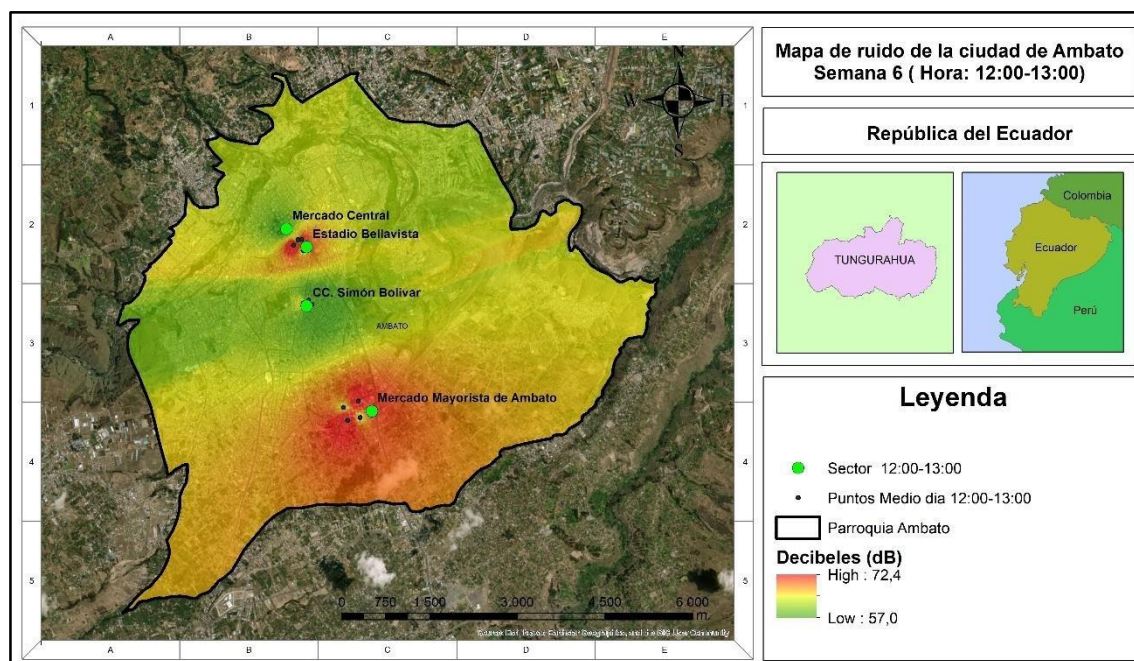 Mapa de ruido de la ciudad de Ambato
Semana 6 ( Hora: 12:00-13:00)
República del Ecuador
TUNGURAHUA
Colombia
Ecuador
Perú
Leyenda
Sector 12:00-13:00
Puntos Medio dia 12:00-13:00
Parroquia Ambato
Decibeles (dB)
High : 72,4
Low : 57,0
A B C D E
1 1
2 2
3 3
4 4
5 5
N
W E
S
Mercado Central
Estadio Bellavista
CC. Simón Bolivar
AMBATO
Mercado Mayorista de Ambato
0 750 1 500 3 000 4 500 6 000
m
A B C D E